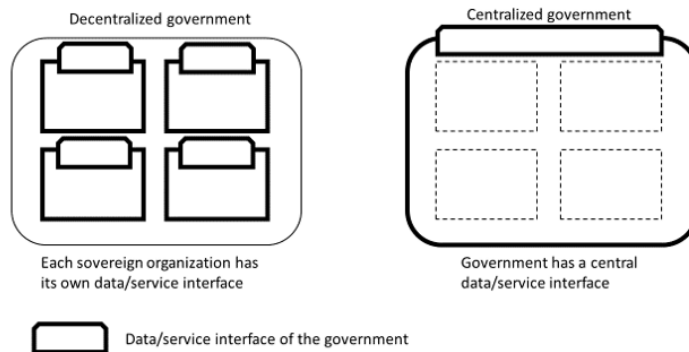 Decentralized government
Centralized government
Each sovereign organization has
its own data/service interface
Government has a central
data/service interface
Data/service interface of the government